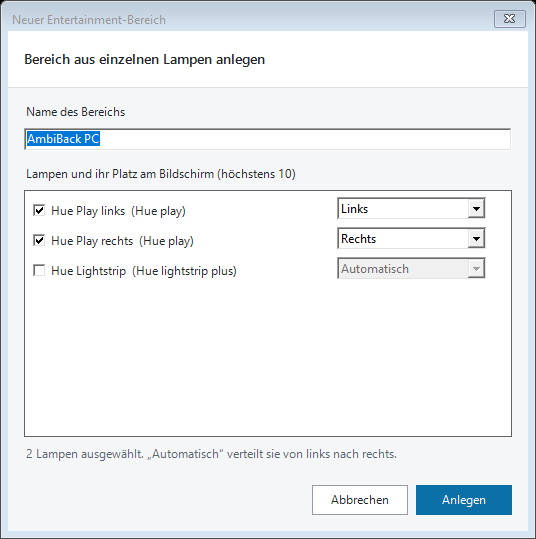 Neuer Entertainment-Bereich
Bereich aus einzelnen Lampen anlegen
Name des Bereichs
AmbiBack PC
Lampen und ihr Platz am Bildschirm (höchstens 10)
Hue Play links (Hue play) Links
Hue Play rechts (Hue play) Rechts
Hue Lightstrip (Hue lightstrip plus) Automatisch
2 Lampen ausgewählt. „Automatisch“ verteilt sie von links nach rechts.
Abbrechen Anlegen